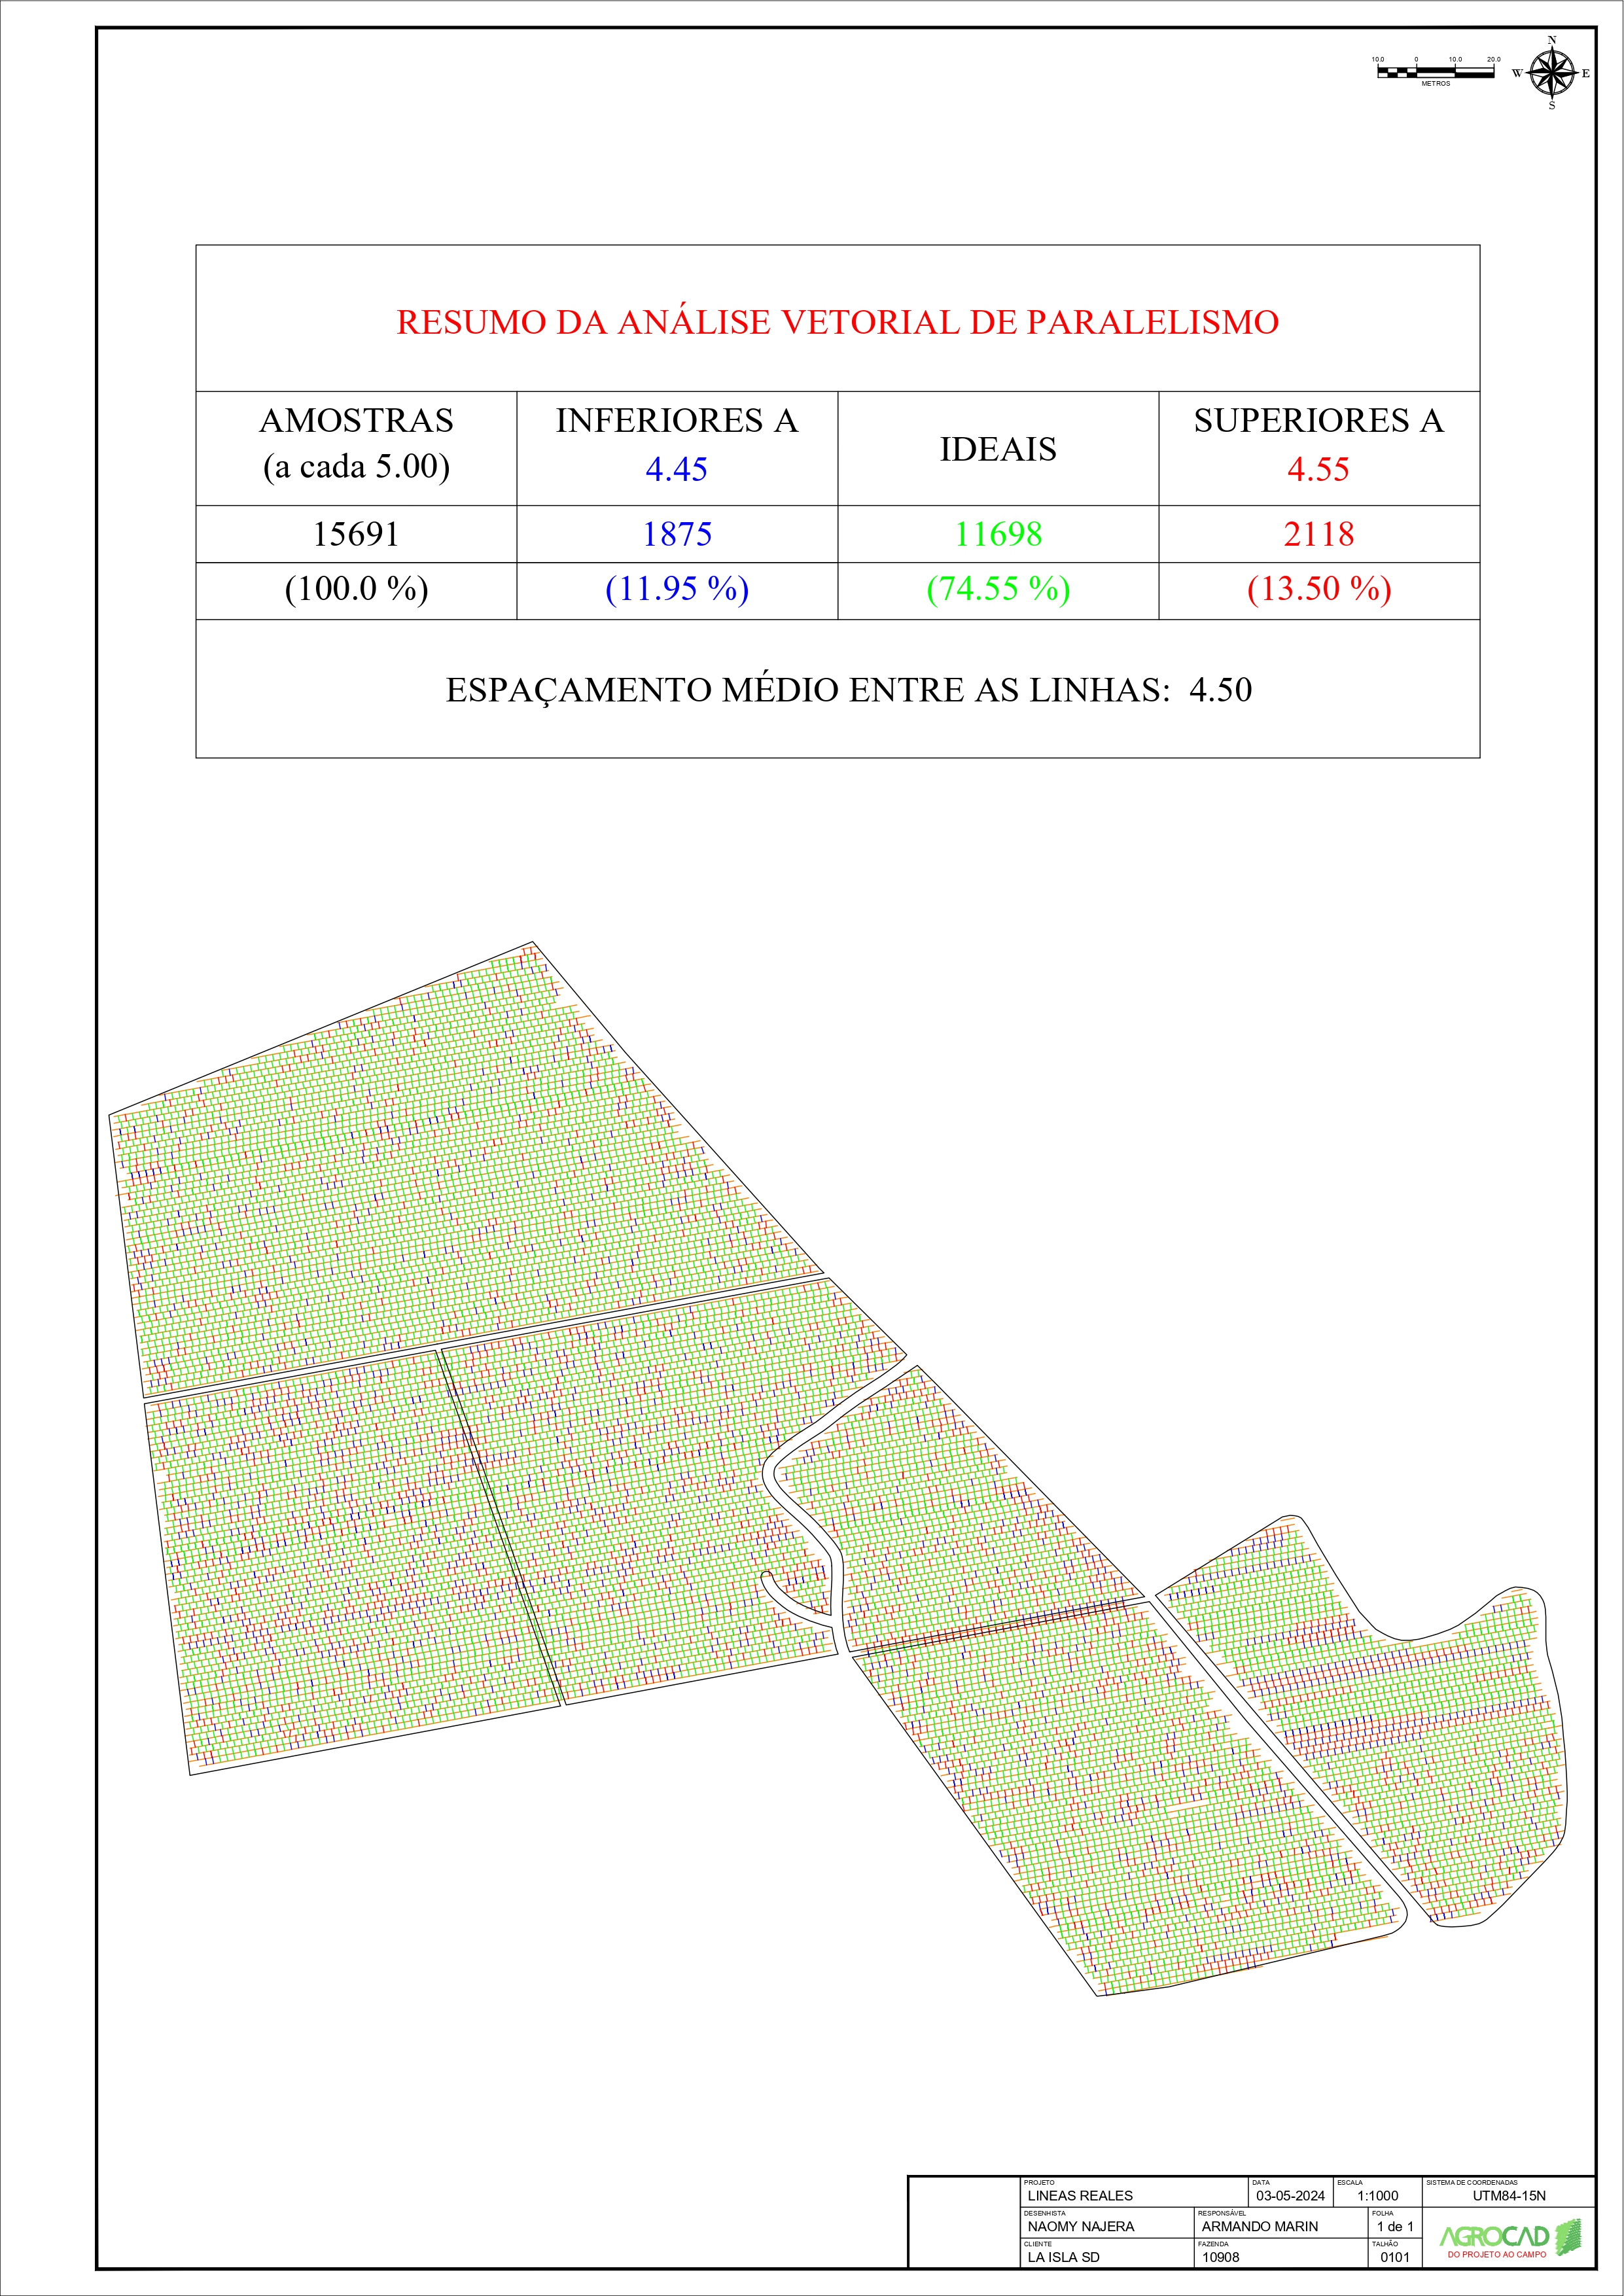 N
W E
S
10.0 0 10.0 20.0
METROS
RESUMO DA ANÁLISE VETORIAL DE PARALELISMO
AMOSTRAS
(a cada 5.00)
INFERIORES A
4.45
IDEAIS
SUPERIORES A
4.55
15691 1875 11698 2118
(100.0 %) (11.95 %) (74.55 %) (13.50 %)
ESPAÇAMENTO MÉDIO ENTRE AS LINHAS: 4.50
PROJETO DATA ESCALA SISTEMA DE COORDENADAS
LINEAS REALES 03-05-2024 1:1000 UTM84-15N
DESENHISTA RESPONSÁVEL FOLHA
NAOMY NAJERA ARMANDO MARIN 1 de 1
CLIENTE FAZENDA TALHÃO
LA ISLA SD 10908 0101
AGROCAD
DO PROJETO AO CAMPO